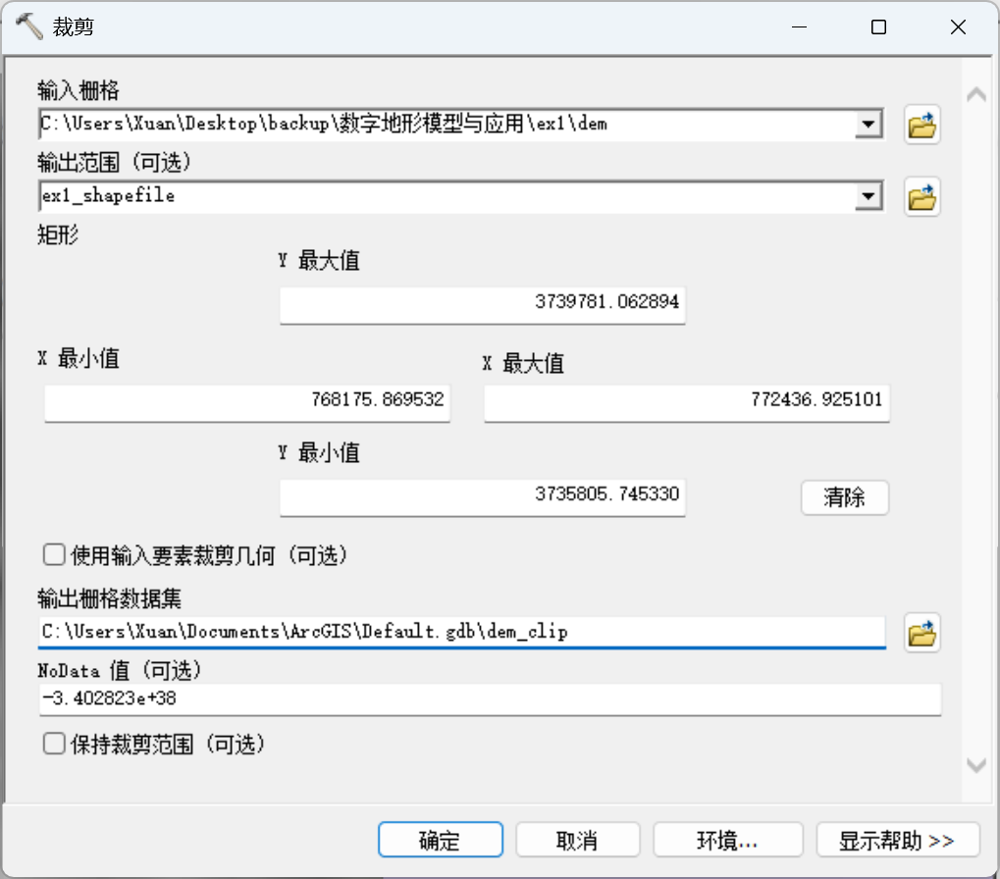 裁剪
输入栅格
C:\Users\Xuan\Desktop\backup\数字地形模型与应用\ex1\dem
输出范围（可选）
ex1_shapefile
矩形
Y 最大值
3739781.062894
X 最小值
X 最大值
768175.869532
772436.925101
Y 最小值
3735805.745330
清除
使用输入要素裁剪几何（可选）
输出栅格数据集
C:\Users\Xuan\Documents\ArcGIS\Default.gdb\dem_clip
NoData 值（可选）
-3.402823e+38
保持裁剪范围（可选）
确定 取消 环境... 显示帮助 >>